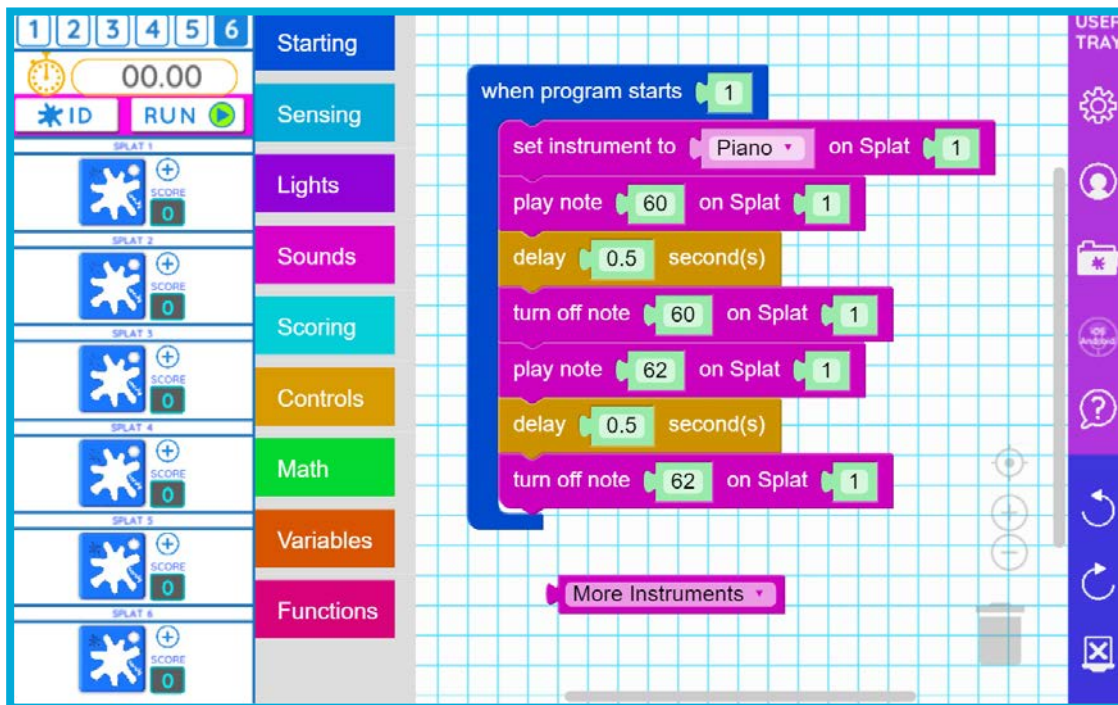 1 2 3 4 5 6
00.00
ID
RUN
SPLAT 1
SCORE
0
SPLAT 2
SCORE
0
SPLAT 3
SCORE
0
SPLAT 4
SCORE
0
SPLAT 5
SCORE
0
SPLAT 6
SCORE
0
Starting
Sensing
Lights
Sounds
Scoring
Controls
Math
Variables
Functions
when program starts 1
set instrument to Piano on Splat 1
play note 60 on Splat 1
delay 0.5 second(s)
turn off note 60 on Splat 1
play note 62 on Splat 1
delay 0.5 second(s)
turn off note 62 on Splat 1
More Instruments
USER
TRAY
iOS
Android